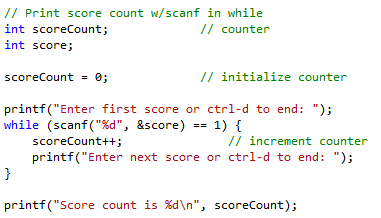 // Print score count w/scanf in while
int scoreCount;             // counter
int score;
scoreCount = 0;             // initialize counter
printf("Enter first score or ctrl-d to end: ");
while (scanf("%d", &score) == 1) {
    scoreCount++;               // increment counter
    printf("Enter next score or ctrl-d to end: ");
}
printf("Score count is %d\n", scoreCount);